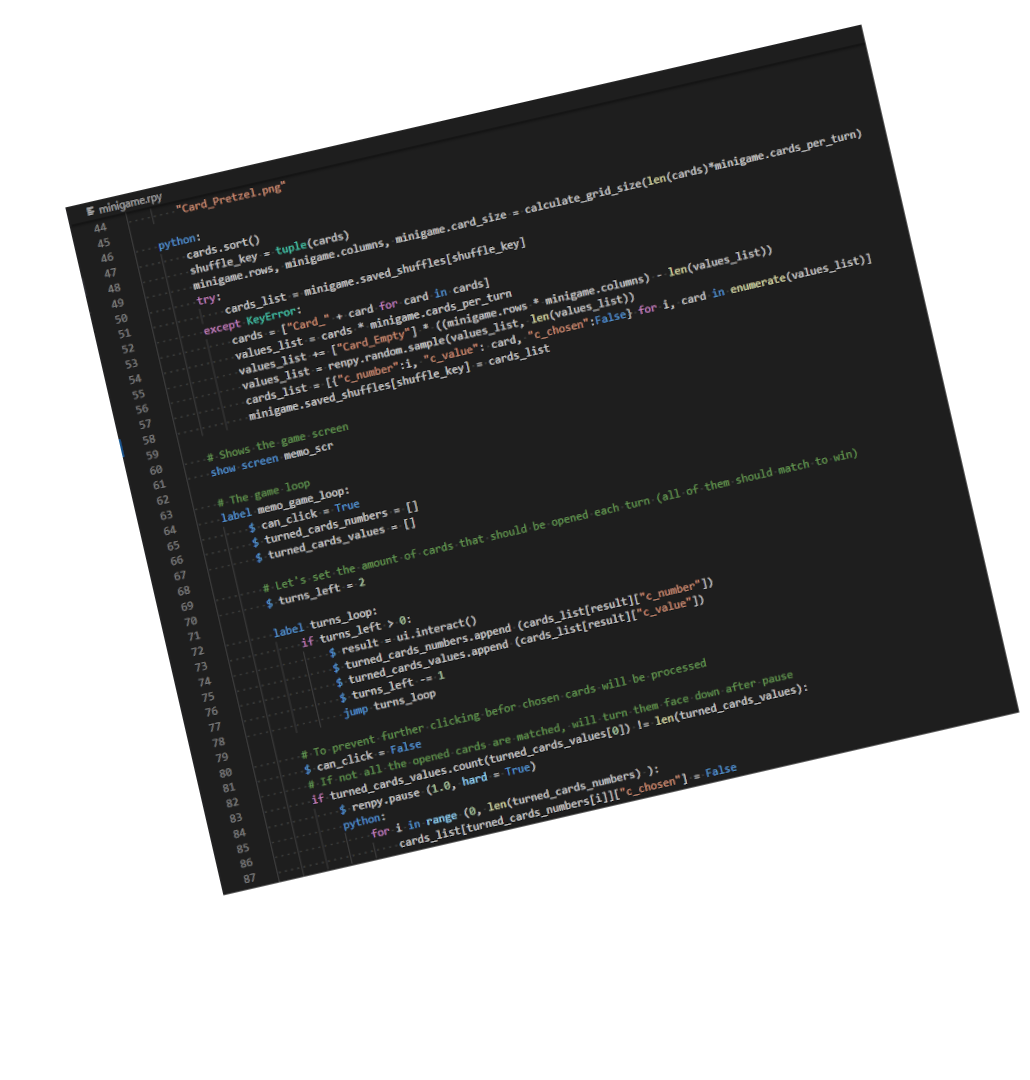 minigame.rpy
44 "Card_Pretzel.png"
45
46 python:
47 cards.sort()
48 shuffle_key = tuple(cards)
49 minigame.rows, minigame.columns, minigame.card_size = calculate_grid_size(len(cards)*minigame.cards_per_turn)
50 try:
51 cards_list = minigame.saved_shuffles[shuffle_key]
52 except KeyError:
53 cards = ["Card_" + card for card in cards]
54 values_list = cards * minigame.cards_per_turn
55 values_list += ["Card_Empty"] * ((minigame.rows * minigame.columns) - len(values_list))
56 values_list = renpy.random.sample(values_list, len(values_list))
57 cards_list = [{"c_number":i, "c_value": card, "c_chosen":False} for i, card in enumerate(values_list)]
58 minigame.saved_shuffles[shuffle_key] = cards_list
59
60 # Shows the game screen
61 show screen memo_scr
62
63 # The game loop
64 label memo_game_loop:
65 $ can_click = True
66 $ turned_cards_numbers = []
67 $ turned_cards_values = []
68
69 # Let's set the amount of cards that should be opened each turn (all of them should match to win)
70 $ turns_left = 2
71
72 label turns_loop:
73 if turns_left > 0:
74 $ result = ui.interact()
75 $ turned_cards_numbers.append (cards_list[result]["c_number"])
76 $ turned_cards_values.append (cards_list[result]["c_value"])
77 $ turns_left -= 1
78 jump turns_loop
79
80 # To prevent further clicking befor chosen cards will be processed
81 $ can_click = False
82 # If not all the opened cards are matched, will turn them face down after pause
83 if turned_cards_values.count(turned_cards_values[0]) != len(turned_cards_values):
84 $ renpy.pause (1.0, hard = True)
85 python:
86 for i in range (0, len(turned_cards_numbers) ):
87 cards_list[turned_cards_numbers[i]]["c_chosen"] = False